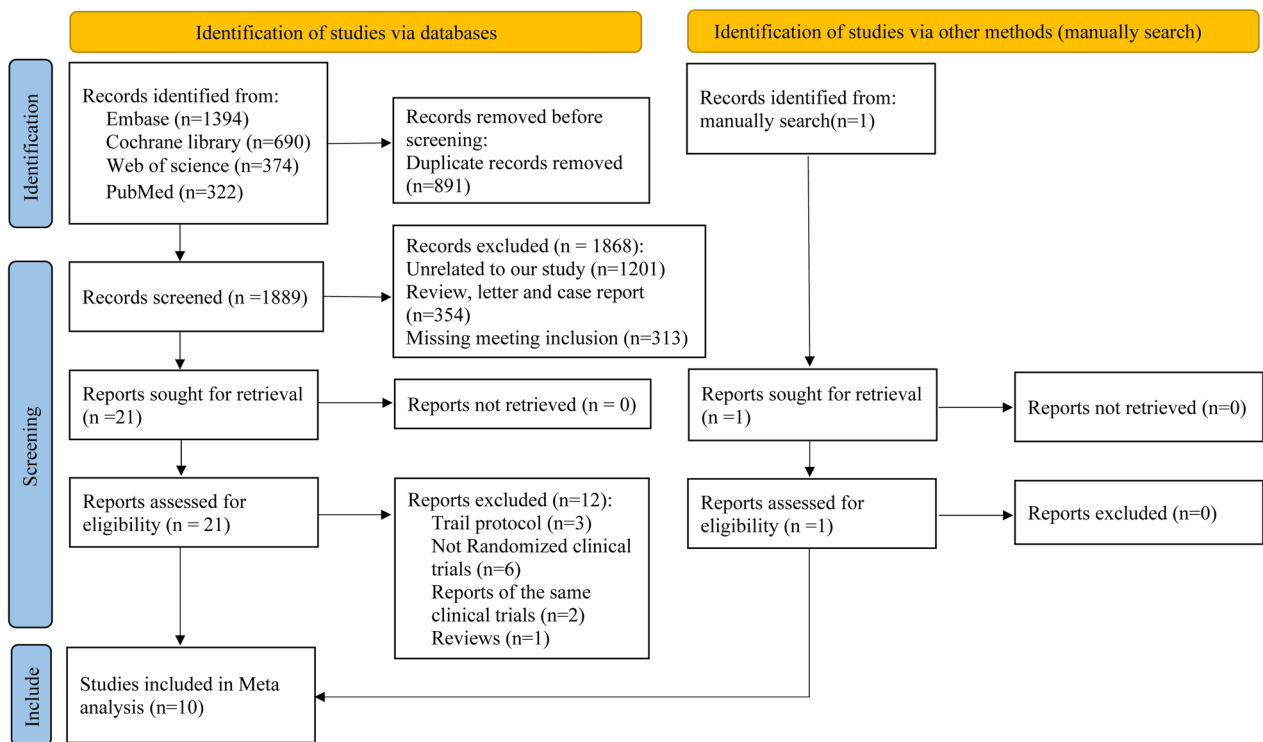 Identification of studies via databases
Identification of studies via other methods (manually search)
Identification
Records identified from:
Embase (n=1394)
Cochrane library (n=690)
Web of science (n=374)
PubMed (n=322)
Records removed before
screening:
Duplicate records removed
(n=891)
Records identified from:
manually search(n=1)
Screening
Records screened (n =1889)
Records excluded (n = 1868):
Unrelated to our study (n=1201)
Review, letter and case report
(n=354)
Missing meeting inclusion (n=313)
Reports sought for retrieval
(n =21)
Reports not retrieved (n = 0)
Reports sought for retrieval
(n =1)
Reports not retrieved (n=0)
Reports assessed for
eligibility (n = 21)
Reports excluded (n=12):
Trail protocol (n=3)
Not Randomized clinical
trials (n=6)
Reports of the same
clinical trials (n=2)
Reviews (n=1)
Reports assessed for
eligibility (n =1)
Reports excluded (n=0)
Include
Studies included in Meta
analysis (n=10)